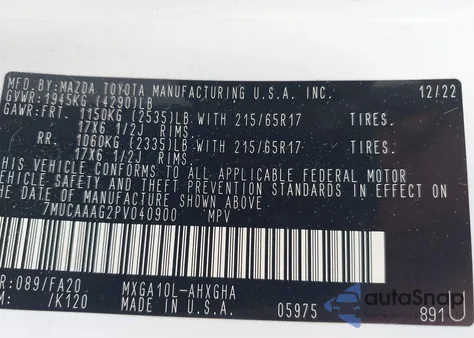 MFD.BY:MAZDA TOYOTA MANUFACTURING U.S.A. INC. 12/22
GVWR:1945KG (4290)LB
GAWR:FRT. 1150KG (2535)LB WITH 215/65R17 TIRES.
17X6 1/2J RIMS.
RR. 1060KG (2335)LB WITH 215/65R17 TIRES.
17X6 1/2J RIMS.
THIS VEHICLE CONFORMS TO ALL APPLICABLE FEDERAL MOTOR
VEHICLE SAFETY AND THEFT PREVENTION STANDARDS IN EFFECT ON
THE DATE OF MANUFACTURE SHOWN ABOVE.
7MUCAAAG2PV040900 MPV
R:089/FA20 MXGA10L-AHXGHA
M: /K120 MADE IN U.S.A. 05975 891U
autoSnap